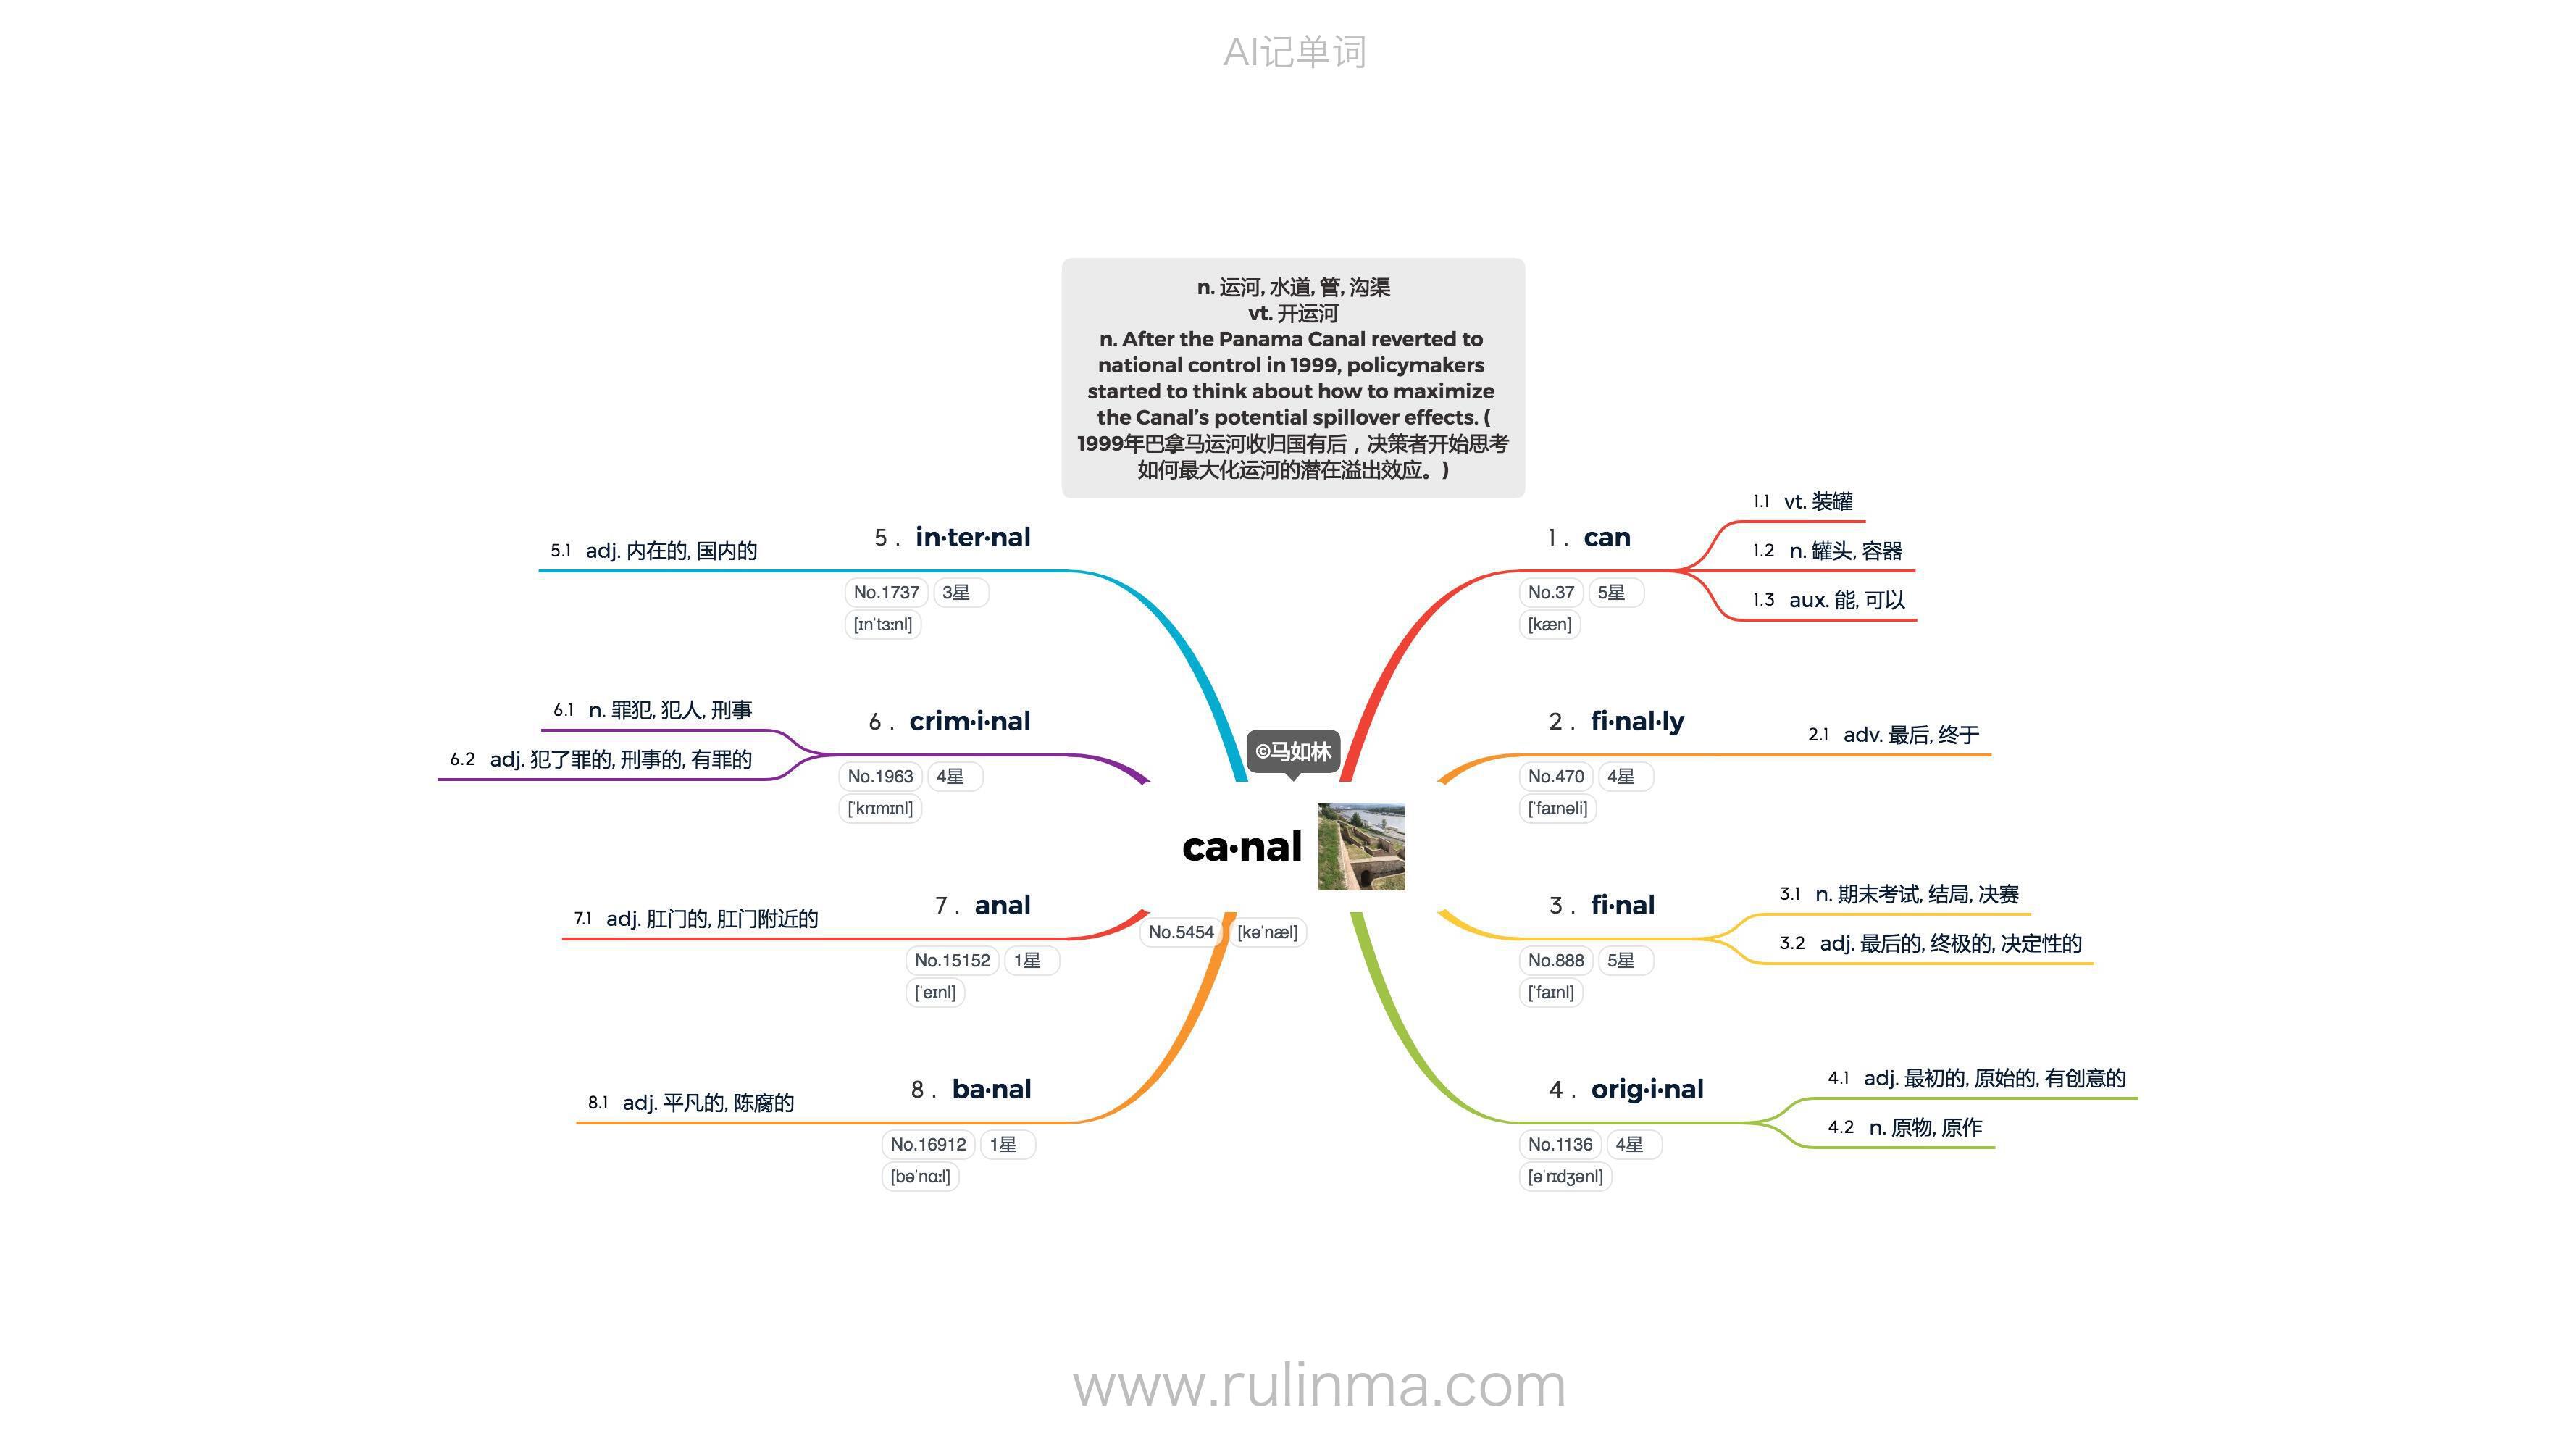 AI记单词
n. 运河, 水道, 管, 沟渠
vt. 开运河
n. After the Panama Canal reverted to
national control in 1999, policymakers
started to think about how to maximize
the Canal’s potential spillover effects. (
1999年巴拿马运河收归国有后，决策者开始思考
如何最大化运河的潜在溢出效应。)
©马如林
ca·nal
No.5454 [kəˈnæl]
1 . can
No.37 5星
[kæn]
1.1 vt. 装罐
1.2 n. 罐头, 容器
1.3 aux. 能, 可以
2 . fi·nal·ly
No.470 4星
[ˈfaɪnəli]
2.1 adv. 最后, 终于
3 . fi·nal
No.888 5星
[ˈfaɪnl]
3.1 n. 期末考试, 结局, 决赛
3.2 adj. 最后的, 终极的, 决定性的
4 . orig·i·nal
No.1136 4星
[əˈrɪdʒənl]
4.1 adj. 最初的, 原始的, 有创意的
4.2 n. 原物, 原作
5 . in·ter·nal
No.1737 3星
[ɪnˈtɜːnl]
5.1 adj. 内在的, 国内的
6 . crim·i·nal
No.1963 4星
[ˈkrɪmɪnl]
6.1 n. 罪犯, 犯人, 刑事
6.2 adj. 犯了罪的, 刑事的, 有罪的
7 . anal
No.15152 1星
[ˈeɪnl]
7.1 adj. 肛门的, 肛门附近的
8 . ba·nal
No.16912 1星
[bəˈnɑːl]
8.1 adj. 平凡的, 陈腐的
www.rulinma.com